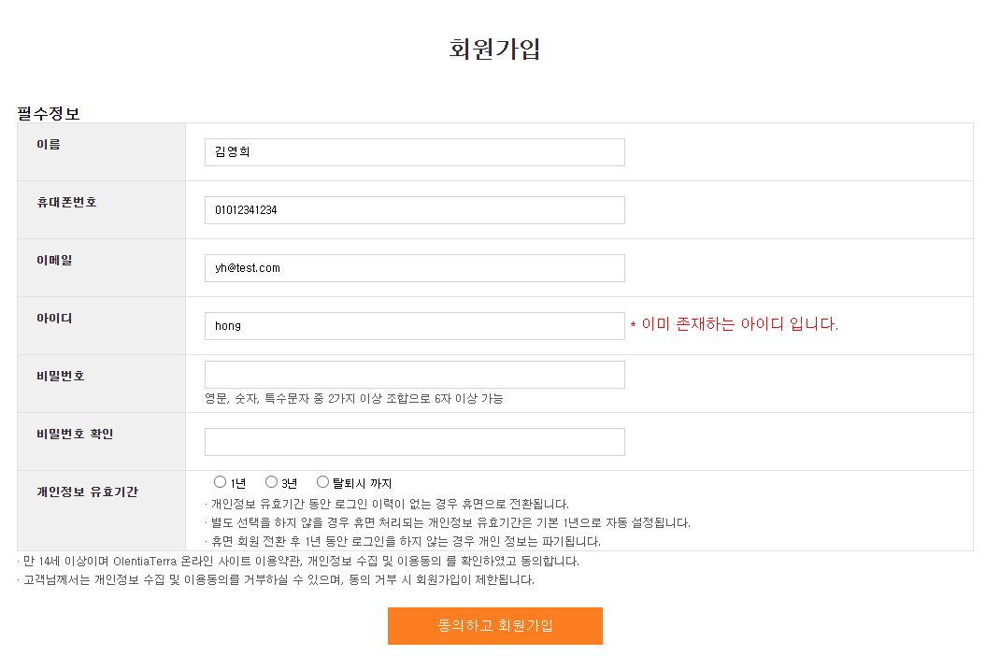 회원가입
필수정보
이름
김영희
휴대폰번호
01012341234
이메일
yh@test.com
아이디
hong * 이미 존재하는 아이디 입니다.
비밀번호
영문, 숫자, 특수문자 중 2가지 이상 조합으로 6자 이상 가능
비밀번호 확인
개인정보 유효기간
1년 3년 탈퇴시 까지
· 개인정보 유효기간 동안 로그인 이력이 없는 경우 휴면으로 전환됩니다.
· 별도 선택을 하지 않을 경우 휴면 처리되는 개인정보 유효기간은 기본 1년으로 자동 설정됩니다.
· 휴면 회원 전환 후 1년 동안 로그인을 하지 않는 경우 개인 정보는 파기됩니다.
· 만 14세 이상이며 OlentiaTerra 온라인 사이트 이용약관, 개인정보 수집 및 이용동의 를 확인하였고 동의합니다.
· 고객님께서는 개인정보 수집 및 이용동의를 거부하실 수 있으며, 동의 거부 시 회원가입이 제한됩니다.
동의하고 회원가입